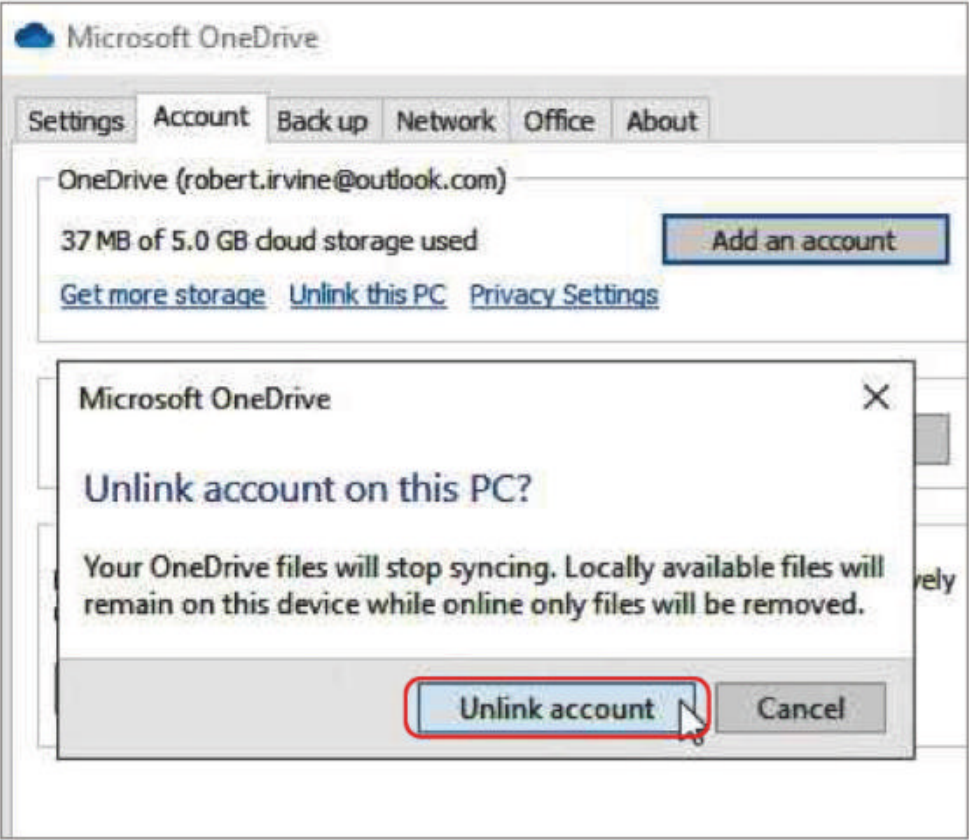 Microsoft OneDrive
Settings Account Back up Network Office About
OneDrive (robert.irvine@outlook.com)
37 MB of 5.0 GB cloud storage used Add an account
Get more storage Unlink this PC Privacy Settings
Microsoft OneDrive
Unlink account on this PC?
Your OneDrive files will stop syncing. Locally available files will
remain on this device while online only files will be removed.
Unlink account Cancel